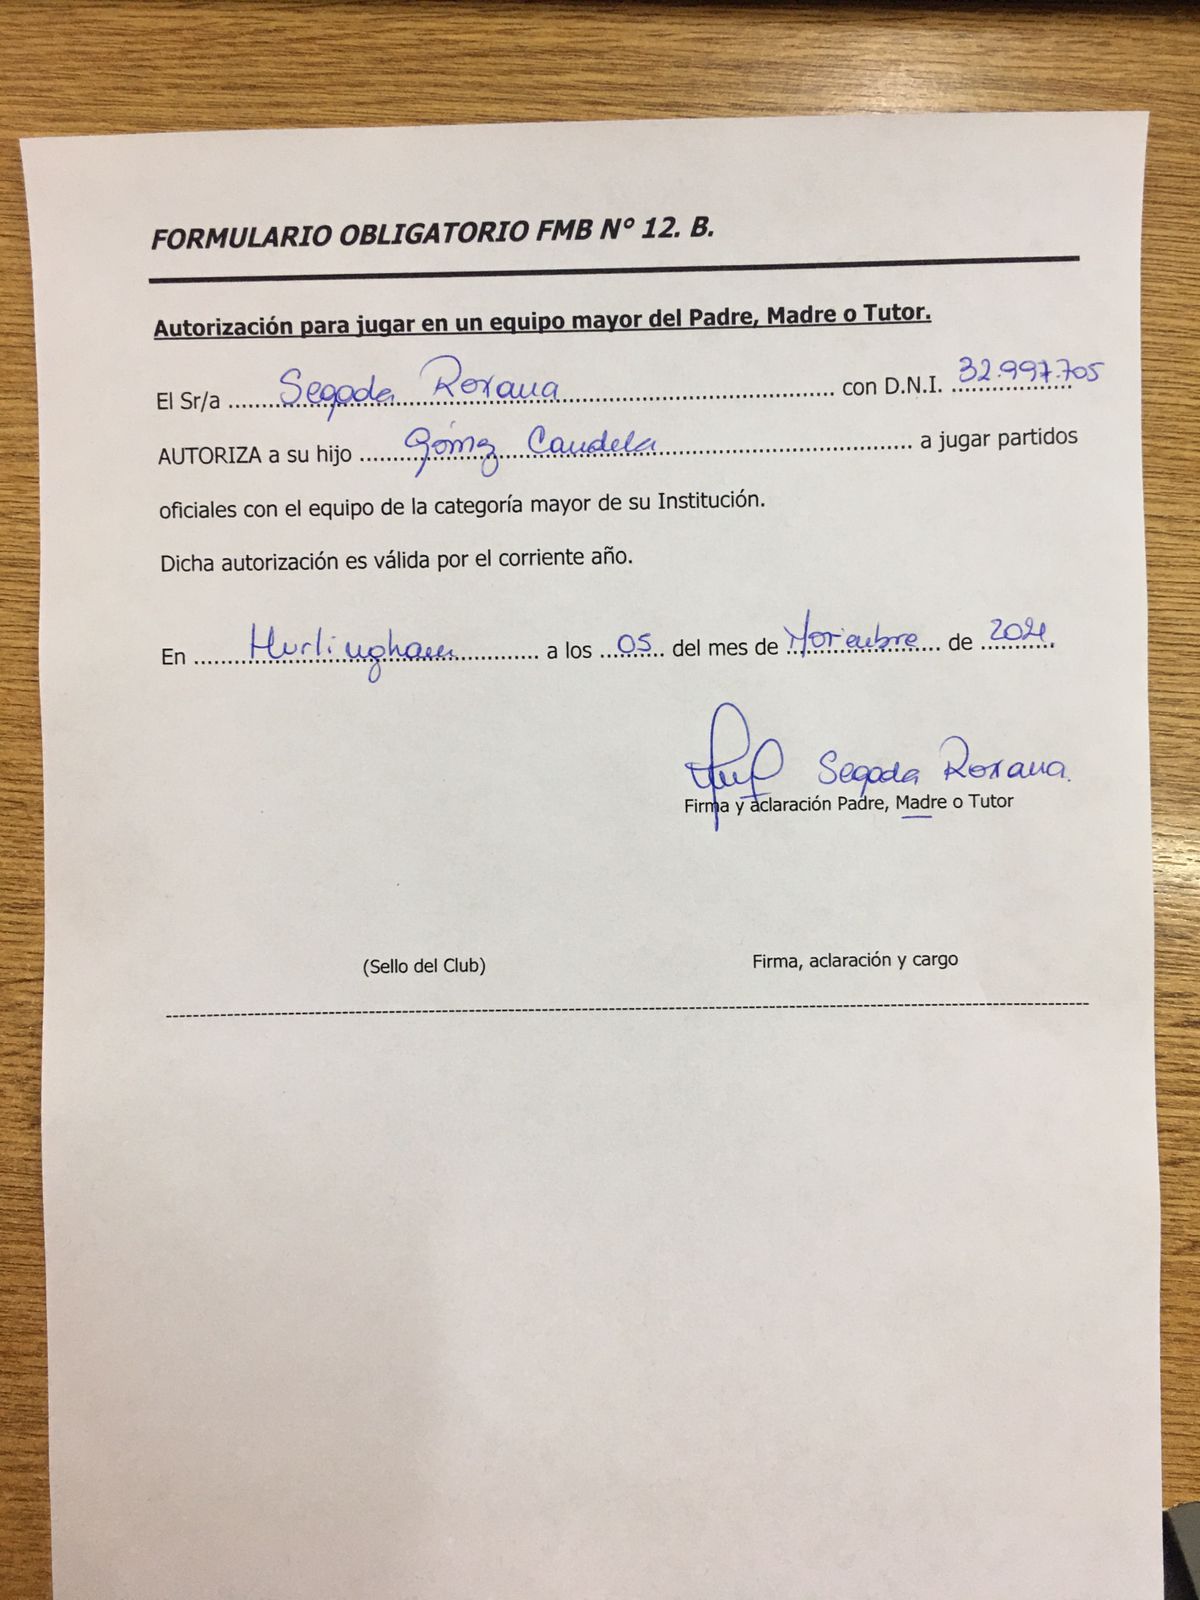 FORMULARIO OBLIGATORIO FMB N° 12. B.
Autorización para jugar en un equipo mayor del Padre, Madre o Tutor.
El Sr/a ........Segada Roxana........ con D.N.I. 32.997.705
AUTORIZA a su hijo ........Gómez Candela........ a jugar partidos
oficiales con el equipo de la categoría mayor de su Institución.
Dicha autorización es válida por el corriente año.
En ........Hurlingham........ a los ...05... del mes de Noviembre... de 2021.
Segada Roxana.
Firma y aclaración Padre, Madre o Tutor
(Sello del Club) Firma, aclaración y cargo